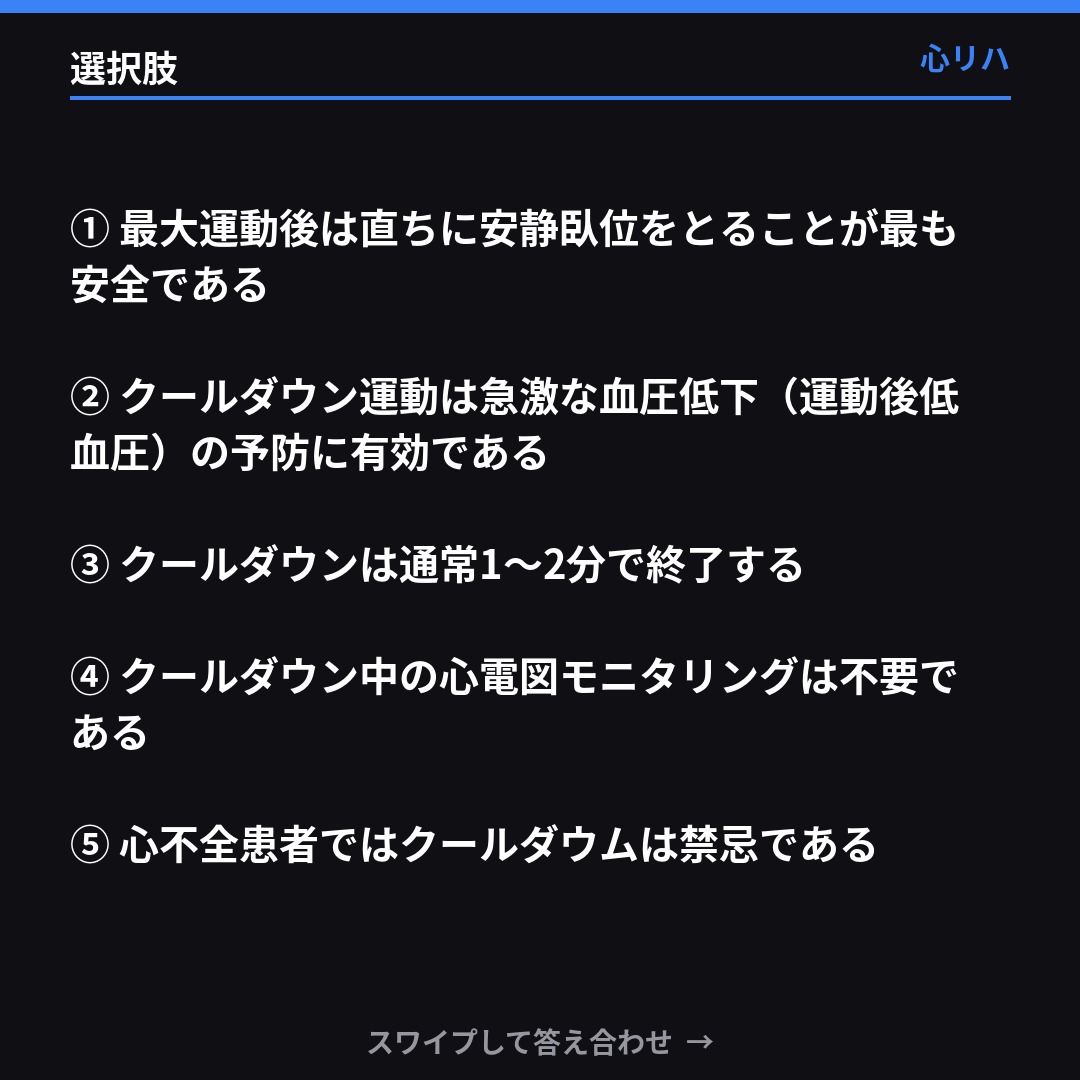 選択肢
心リハ
① 最大運動後は直ちに安静臥位をとることが最も
安全である
② クールダウン運動は急激な血圧低下（運動後低
血圧）の予防に有効である
③ クールダウンは通常1〜2分で終了する
④ クールダウン中の心電図モニタリングは不要で
ある
⑤ 心不全患者ではクールダウムは禁忌である
スワイプして答え合わせ →